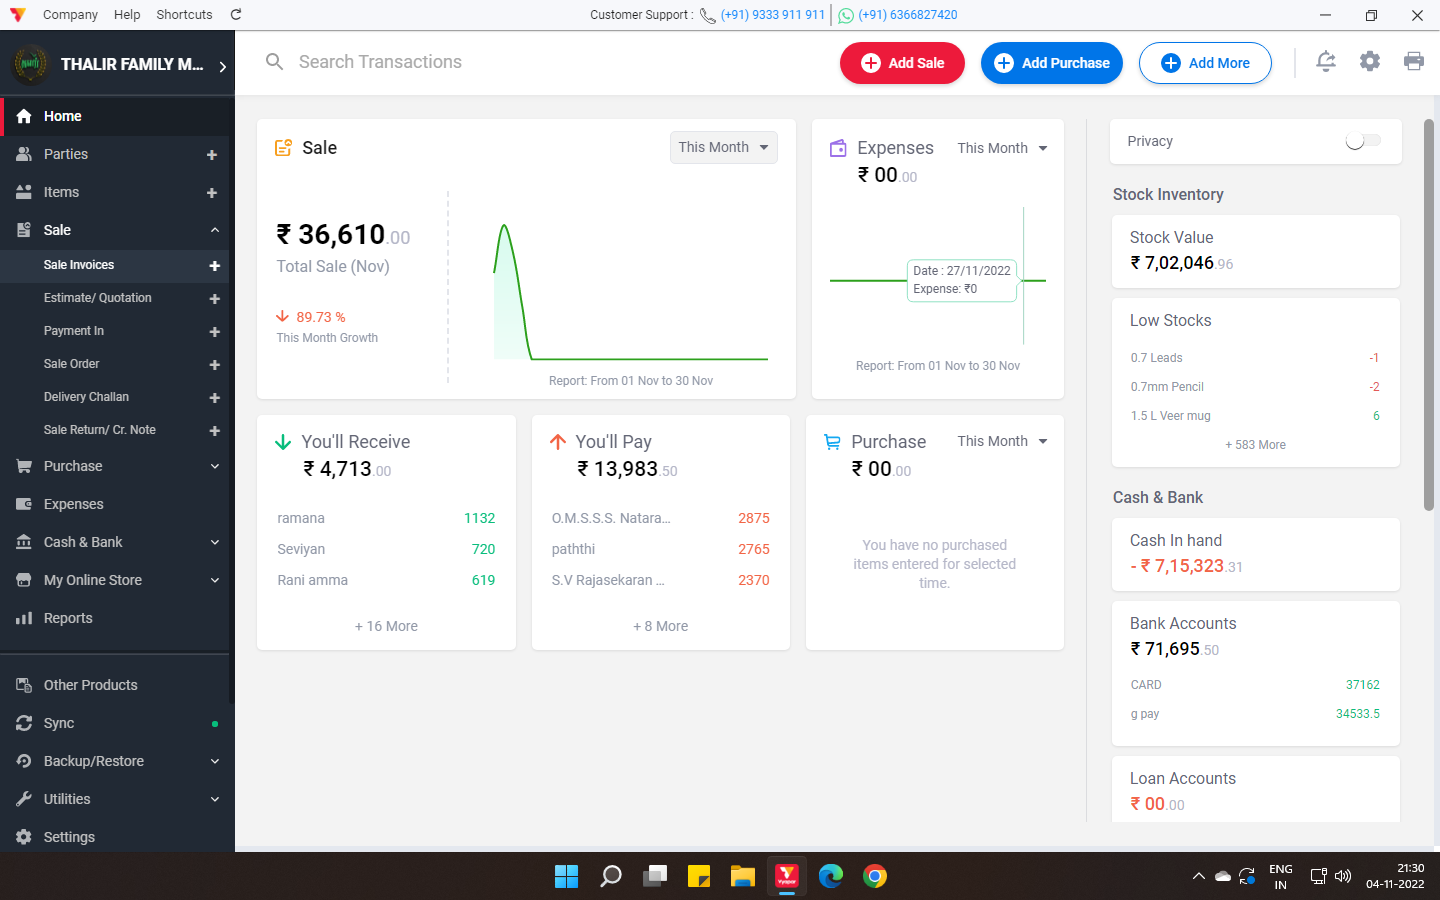 Company Help Shortcuts
Customer Support : (+91) 9333 911 911 (+91) 6366827420
THALIR FAMILY M...
Search Transactions
Add Sale
Add Purchase
Add More
Home
Parties
Items
Sale
Sale Invoices
Estimate/ Quotation
Payment In
Sale Order
Delivery Challan
Sale Return/ Cr. Note
Purchase
Expenses
Cash & Bank
My Online Store
Reports
Other Products
Sync
Backup/Restore
Utilities
Settings
Sale
This Month
₹ 36,610.00
Total Sale (Nov)
89.73 %
This Month Growth
Report: From 01 Nov to 30 Nov
Expenses
This Month
₹ 00.00
Date : 27/11/2022
Expense: ₹0
Report: From 01 Nov to 30 Nov
You'll Receive
₹ 4,713.00
ramana 1132
Seviyan 720
Rani amma 619
+ 16 More
You'll Pay
₹ 13,983.50
O.M.S.S.S. Natara... 2875
paththi 2765
S.V Rajasekaran ... 2370
+ 8 More
Purchase
This Month
₹ 00.00
You have no purchased
items entered for selected
time.
Privacy
Stock Inventory
Stock Value
₹ 7,02,046.96
Low Stocks
0.7 Leads -1
0.7mm Pencil -2
1.5 L Veer mug 6
+ 583 More
Cash & Bank
Cash In hand
- ₹ 7,15,323.31
Bank Accounts
₹ 71,695.50
CARD 37162
g pay 34533.5
Loan Accounts
₹ 00.00
Vyapar
ENG
IN
21:30
04-11-2022